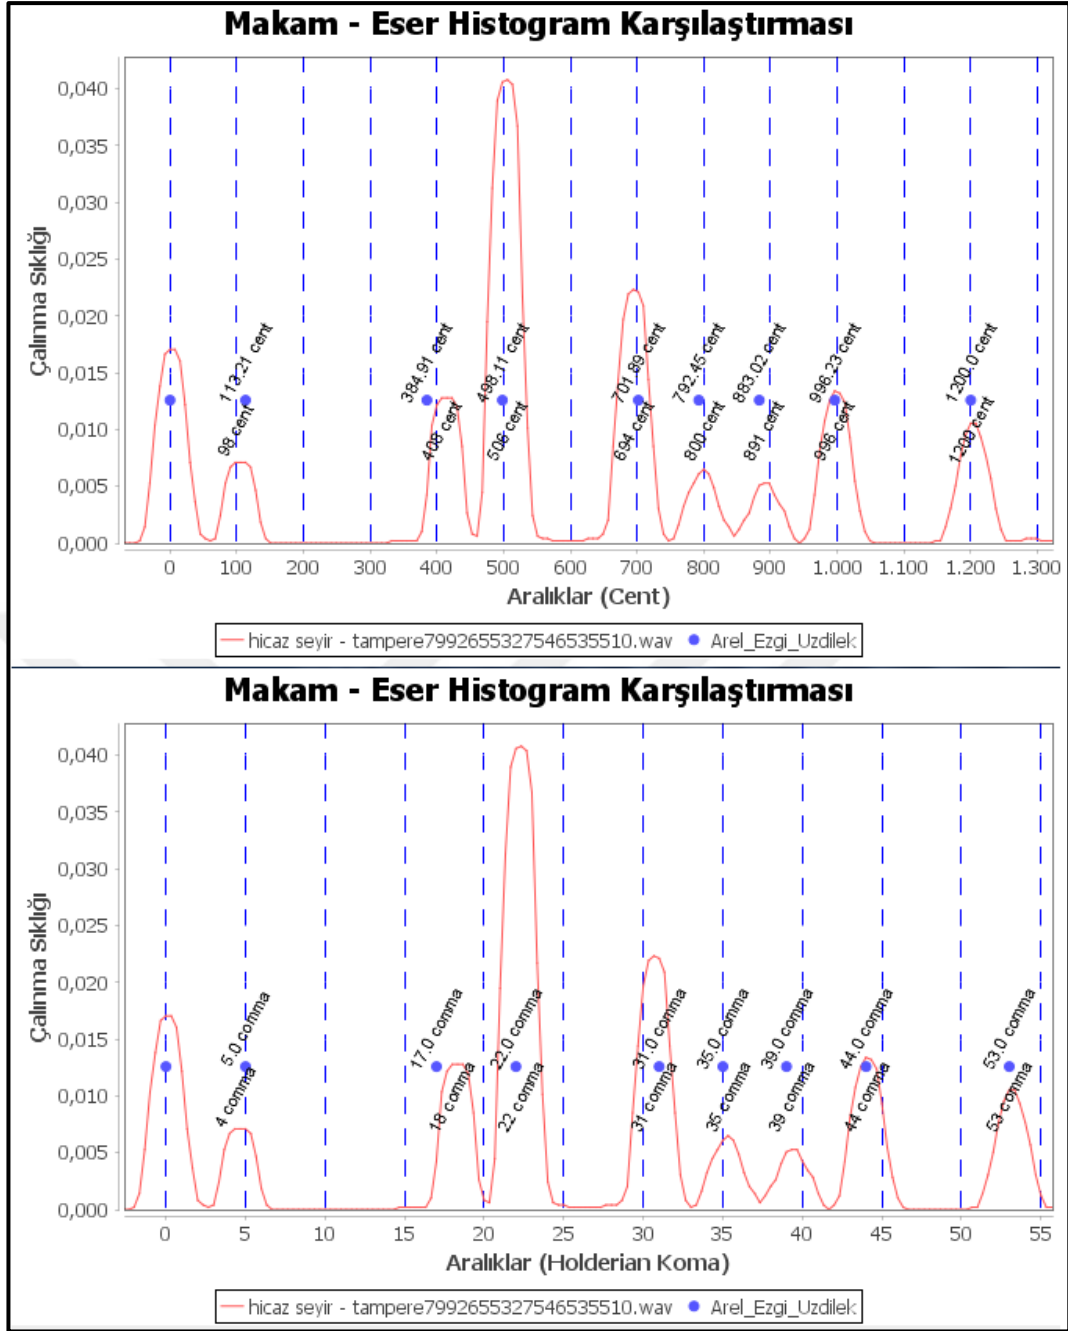 Makam - Eser Histogram Karşılaştırması
0,040
0,035
0,030
0,025
0,020
0,015
0,010
0,005
0,000
Çalınma Sıklığı
113.21 cent
384.91 cent
498.11 cent
701.89 cent
792.45 cent
883.02 cent
996.23 cent
1200.0 cent
98 cent
408 cent
506 cent
694 cent
800 cent
891 cent
996 cent
1200 cent
0 100 200 300 400 500 600 700 800 900 1.000 1.100 1.200 1.300
Aralıklar (Cent)
hicaz seyir - tampere7992655327546535510.wav Arel_Ezgi_Uzdilek
Makam - Eser Histogram Karşılaştırması
0,040
0,035
0,030
0,025
0,020
0,015
0,010
0,005
0,000
Çalınma Sıklığı
5.0 comma
17.0 comma
22.0 comma
31.0 comma
35.0 comma
39.0 comma
44.0 comma
53.0 comma
4 comma
18 comma
22 comma
31 comma
35 comma
39 comma
44 comma
53 comma
0 5 10 15 20 25 30 35 40 45 50 55
Aralıklar (Holderian Koma)
hicaz seyir - tampere7992655327546535510.wav Arel_Ezgi_Uzdilek